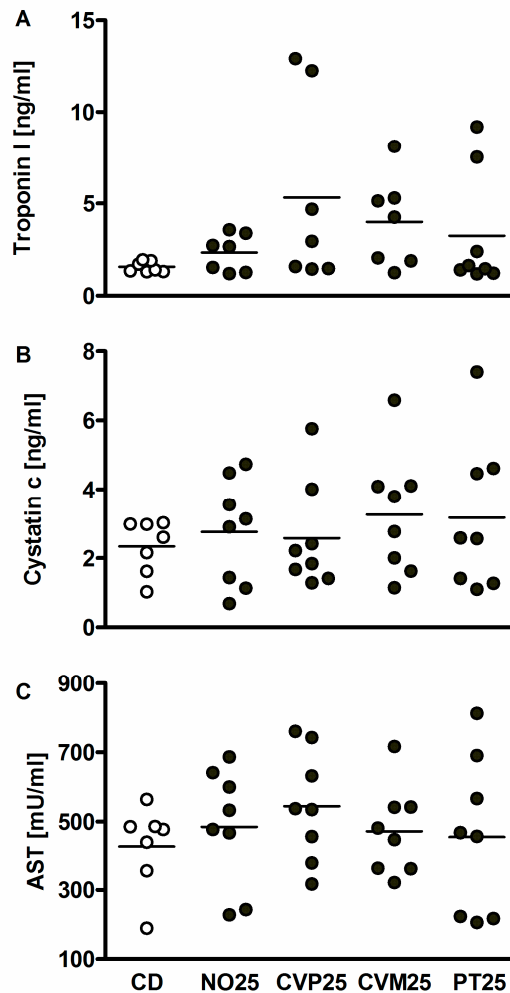 A
Troponin I [ng/ml]
15
10
5
0
B
Cystatin c [ng/ml]
8
6
4
2
0
C
AST [mU/ml]
900
700
500
300
100
CD NO25 CVP25 CVM25 PT25